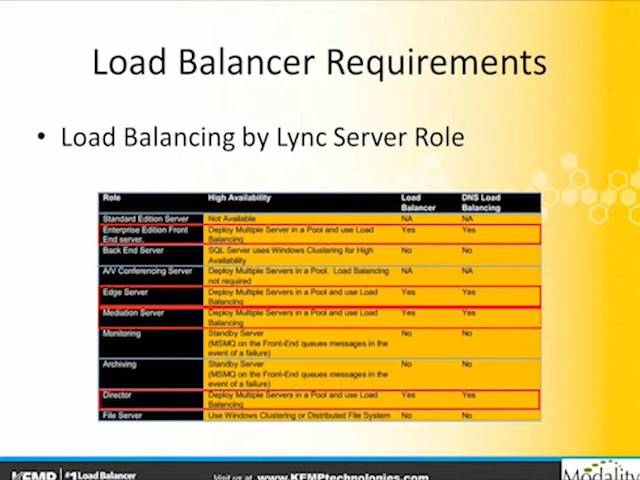 Load Balancer Requirements
• Load Balancing by Lync Server Role
Role High Availability Load Balancer DNS Load Balancing
Standard Edition Server Not Available NA NA
Enterprise Edition Front End server. Deploy Multiple Server in a Pool and use Load Balancing Yes Yes
Back End Server SQL Server uses Windows Clustering for High Availability No No
A/V Conferencing Server Deploy Multiple Servers in a Pool. Load Balancing not required NA NA
Edge Server Deploy Multiple Servers in a Pool and use Load Balancing Yes Yes
Mediation Server Deploy Multiple Servers in a Pool and use Load Balancing Yes Yes
Monitoring Standby Server (MSMQ on the Front-End queues messages in the event of a failure) No No
Archiving Standby Server (MSMQ on the Front-End queues messages in the event of a failure) No No
Director Deploy Multiple Servers in a Pool and use Load Balancing Yes Yes
File Server Use Windows Clustering or Distributed File System No No
KEMP #1 Load Balancer Visit us at www.KEMPtechnologies.com Modality